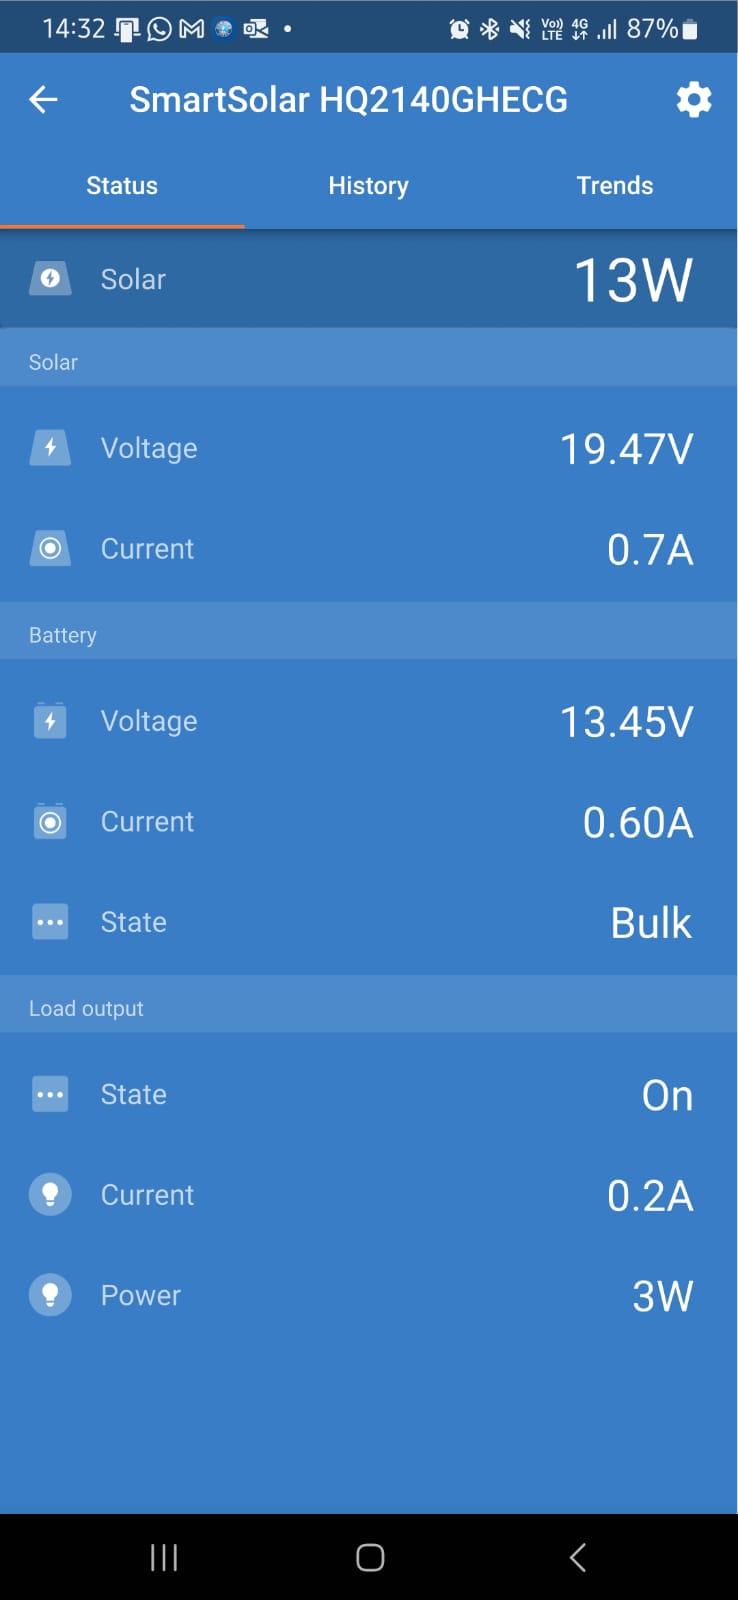 14:32 87%
Vo)) LTE 4G
SmartSolar HQ2140GHECG
Status History Trends
Solar 13W
Solar
Voltage 19.47V
Current 0.7A
Battery
Voltage 13.45V
Current 0.60A
State Bulk
Load output
State On
Current 0.2A
Power 3W